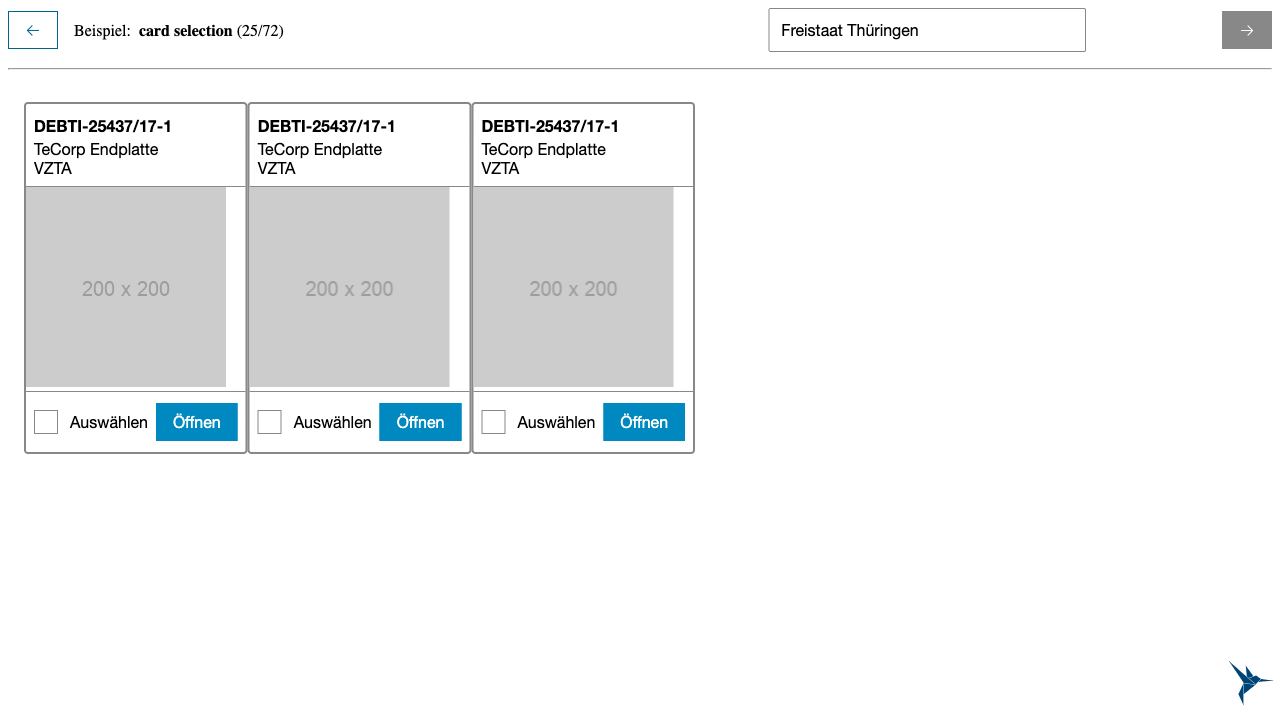 Beispiel: card selection (25/72)
Freistaat Thüringen
DEBTI-25437/17-1
TeCorp Endplatte
VZTA
200 x 200
Auswählen
Öffnen
DEBTI-25437/17-1
TeCorp Endplatte
VZTA
200 x 200
Auswählen
Öffnen
DEBTI-25437/17-1
TeCorp Endplatte
VZTA
200 x 200
Auswählen
Öffnen